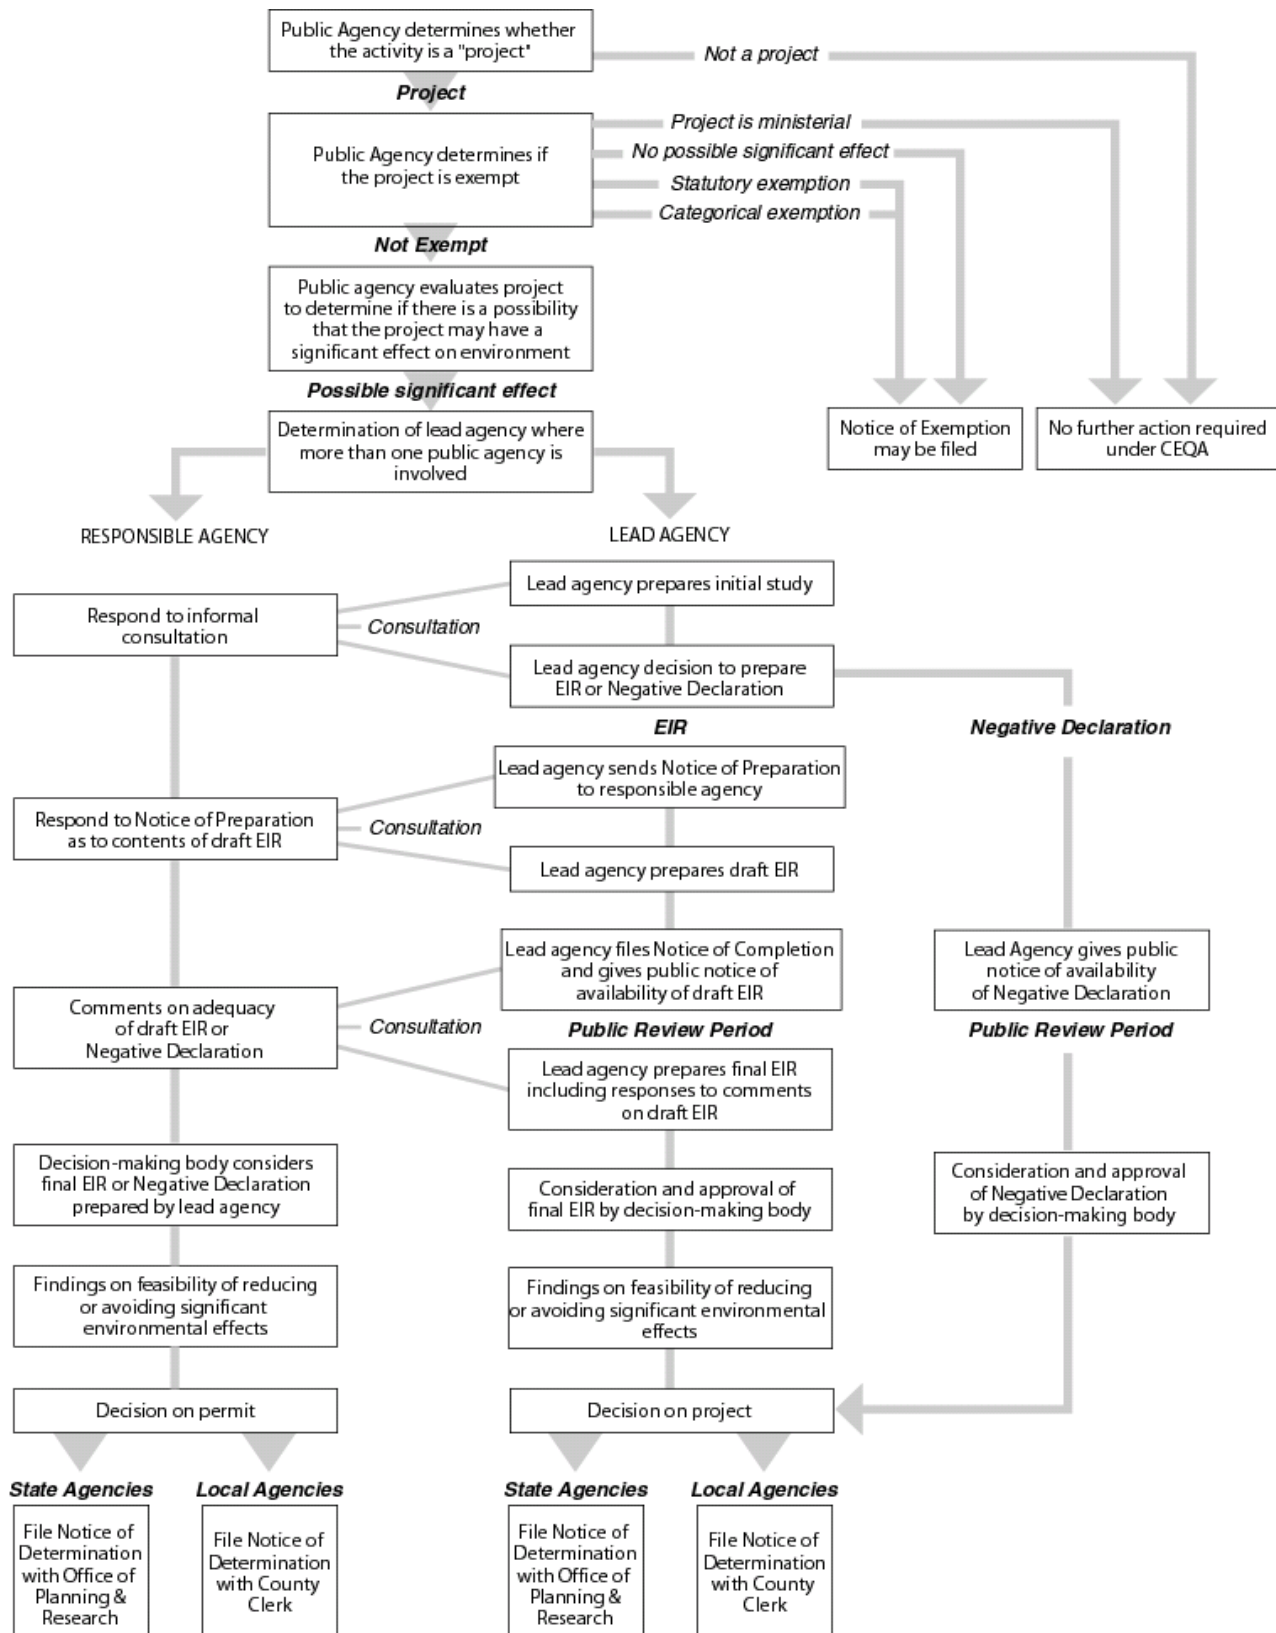 Public Agency determines whether
the activity is a "project"
Not a project
Project
Public Agency determines if
the project is exempt
Project is ministerial
No possible significant effect
Statutory exemption
Categorical exemption
Not Exempt
Public agency evaluates project
to determine if there is a possibility
that the project may have a
significant effect on environment
Possible significant effect
Determination of lead agency where
more than one public agency is
involved
Notice of Exemption
may be filed
No further action required
under CEQA
RESPONSIBLE AGENCY
LEAD AGENCY
Lead agency prepares initial study
Respond to informal
consultation
Consultation
Lead agency decision to prepare
EIR or Negative Declaration
EIR
Negative Declaration
Lead agency sends Notice of Preparation
to responsible agency
Respond to Notice of Preparation
as to contents of draft EIR
Consultation
Lead agency prepares draft EIR
Lead agency files Notice of Completion
and gives public notice of
availability of draft EIR
Lead Agency gives public
notice of availability
of Negative Declaration
Comments on adequacy
of draft EIR or
Negative Declaration
Consultation
Public Review Period
Public Review Period
Lead agency prepares final EIR
including responses to comments
on draft EIR
Decision-making body considers
final EIR or Negative Declaration
prepared by lead agency
Consideration and approval of
final EIR by decision-making body
Consideration and approval
of Negative Declaration
by decision-making body
Findings on feasibility of reducing
or avoiding significant
environmental effects
Findings on feasibility of reducing
or avoiding significant environmental
effects
Decision on permit
Decision on project
State Agencies
Local Agencies
State Agencies
Local Agencies
File Notice of
Determination
with Office of
Planning &
Research
File Notice of
Determination
with County
Clerk
File Notice of
Determination
with Office of
Planning &
Research
File Notice of
Determination
with County
Clerk